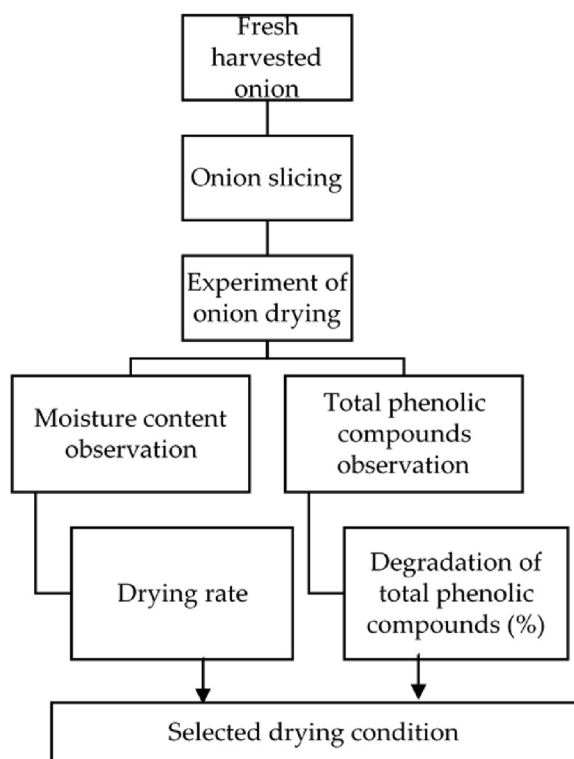 Fresh
harvested
onion
Onion slicing
Experiment of
onion drying
Moisture content
observation
Total phenolic
compounds
observation
Drying rate
Degradation of
total phenolic
compounds (%)
Selected drying condition